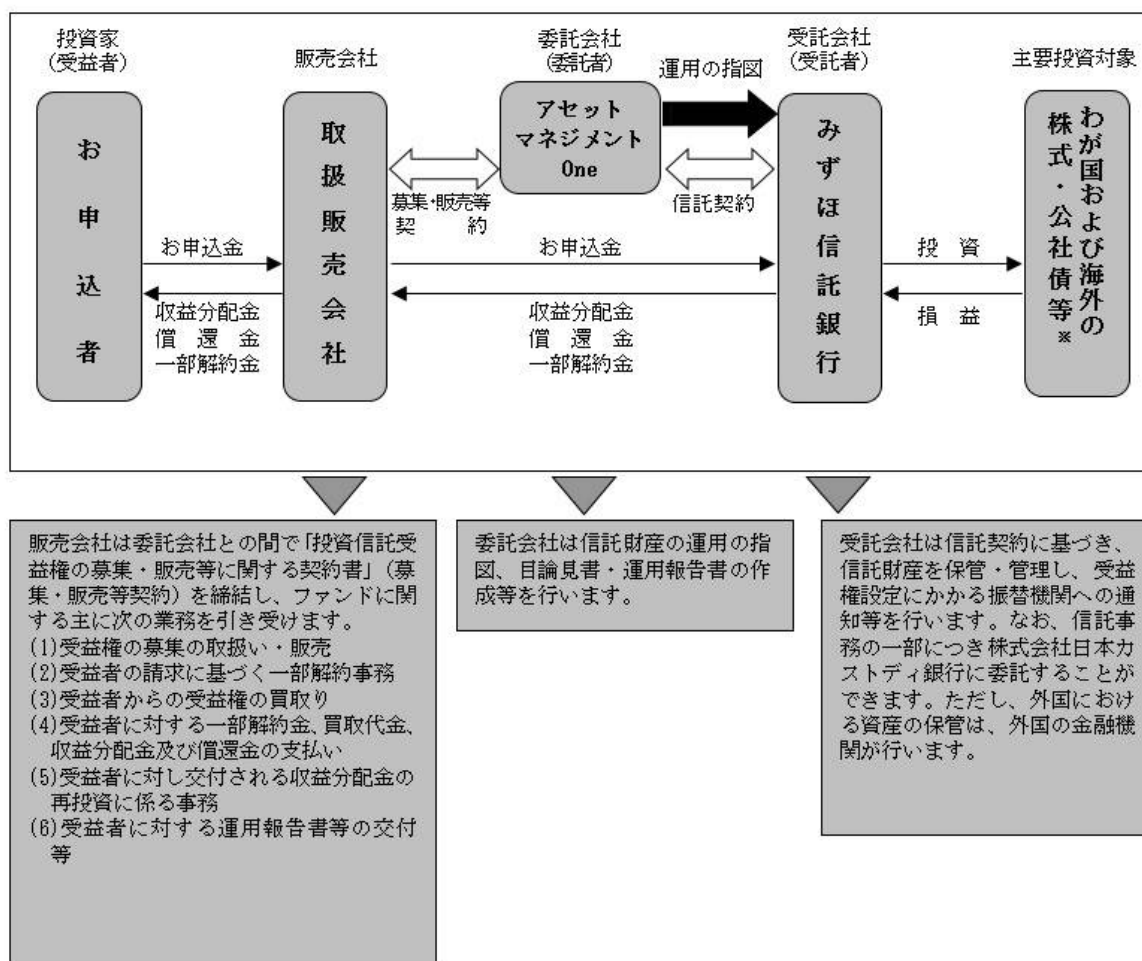 投資家
(受益者)
販売会社
委託会社
(委託者)
受託会社
(受託者)
主要投資対象
運用の指図
お申込者
取扱販売会社
アセット
マネジメント
One
みずほ信託銀行
わが国および海外の
株式・公社債等※
募集・販売等
契　　　約
信託契約
お申込金
お申込金
投　資
収益分配金
償　還　金
一部解約金
収益分配金
償　還　金
一部解約金
損　益
販売会社は委託会社との間で「投資信託受
益権の募集・販売等に関する契約書」(募
集・販売等契約)を締結し、ファンドに関
する主に次の業務を引き受けます。
(1)受益権の募集の取扱い・販売
(2)受益者の請求に基づく一部解約事務
(3)受益者からの受益権の買取り
(4)受益者に対する一部解約金、買取代金、
収益分配金及び償還金の支払い
(5)受益者に対し交付される収益分配金の
再投資に係る事務
(6)受益者に対する運用報告書等の交付
等
委託会社は信託財産の運用の指
図、目論見書・運用報告書の作
成等を行います。
受託会社は信託契約に基づき、
信託財産を保管・管理し、受益
権設定にかかる振替機関への通
知等を行います。なお、信託事
務の一部につき株式会社日本カ
ストディ銀行に委託することが
できます。ただし、外国におけ
る資産の保管は、外国の金融機
関が行います。